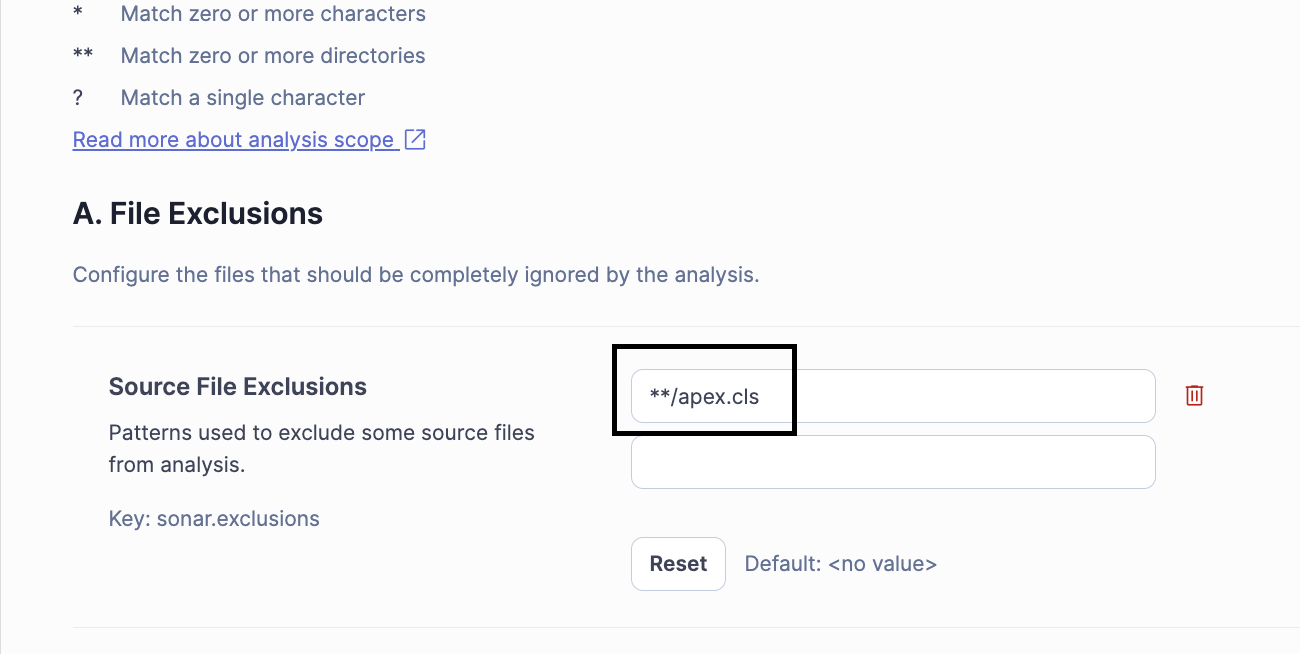 * Match zero or more characters
** Match zero or more directories
? Match a single character
Read more about analysis scope
A. File Exclusions
Configure the files that should be completely ignored by the analysis.
Source File Exclusions
Patterns used to exclude some source files
from analysis.
Key: sonar.exclusions
**/apex.cls
Reset Default: <no value>